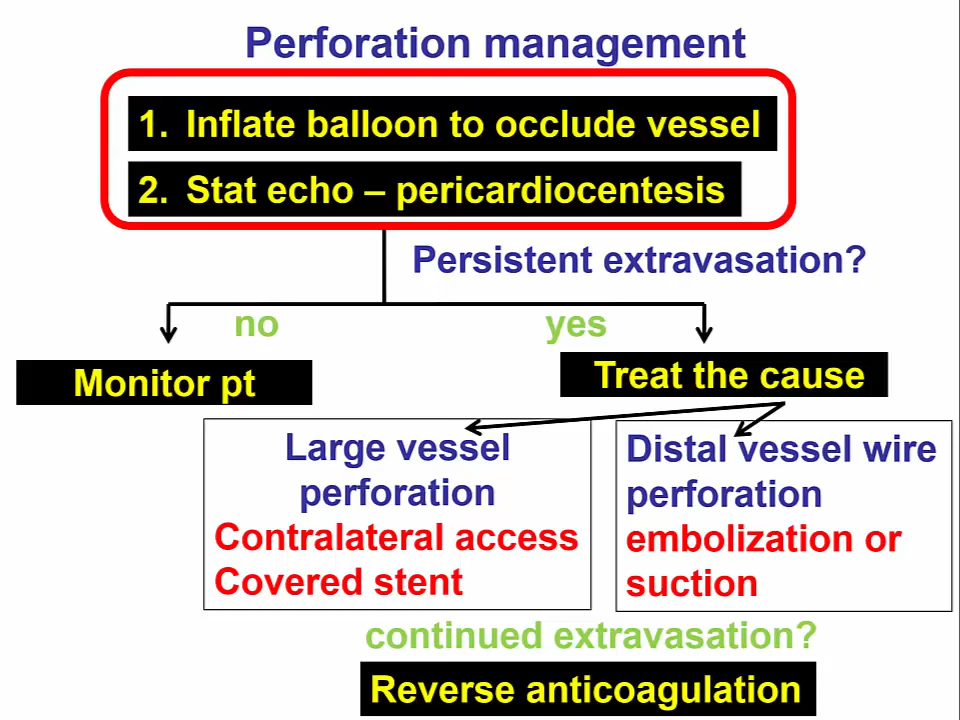 Perforation management
1. Inflate balloon to occlude vessel
2. Stat echo – pericardiocentesis
Persistent extravasation?
no
yes
Monitor pt
Treat the cause
Large vessel
perforation
Contralateral access
Covered stent
Distal vessel wire
perforation
embolization or
suction
continued extravasation?
Reverse anticoagulation